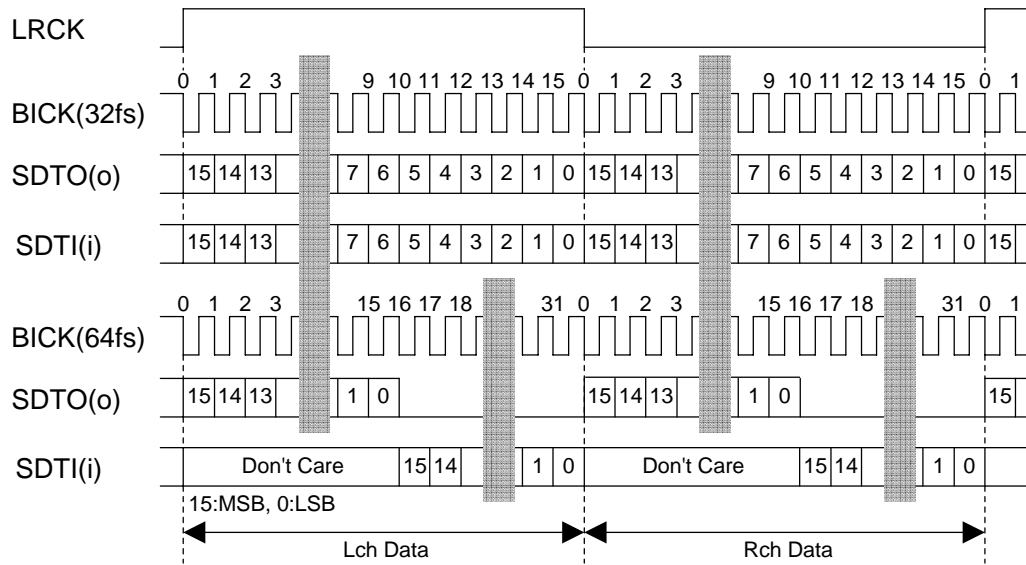 LRCK
0 1 2 3 9 10 11 12 13 14 15 0 1 2 3 9 10 11 12 13 14 15 0 1
BICK(32fs)
SDTO(o) 15 14 13 7 6 5 4 3 2 1 0 15 14 13 7 6 5 4 3 2 1 0 15
SDTI(i) 15 14 13 7 6 5 4 3 2 1 0 15 14 13 7 6 5 4 3 2 1 0 15
0 1 2 3 15 16 17 18 31 0 1 2 3 15 16 17 18 31 0 1
BICK(64fs)
SDTO(o) 15 14 13 1 0 15 14 13 1 0 15
SDTI(i) Don't Care 15 14 1 0 Don't Care 15 14 1 0
15:MSB, 0:LSB
Lch Data Rch Data